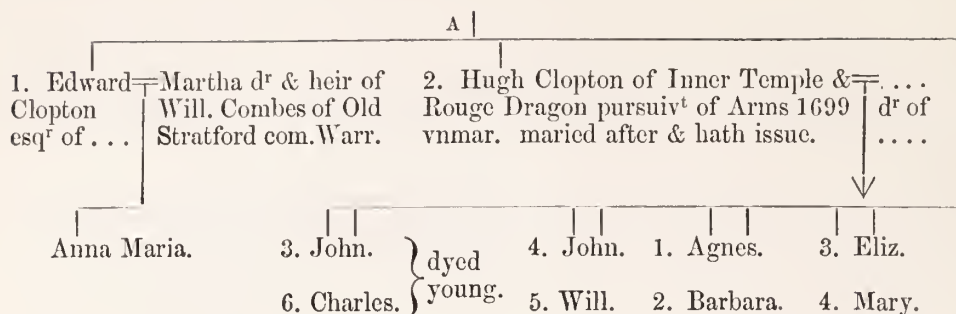 A
1. Edward
Clopton
esqʳ of . . .
Martha dʳ & heir of
Will. Combes of Old
Stratford com. Warr.
2. Hugh Clopton of Inner Temple &
Rouge Dragon pursuivᵗ of Arms 1699
vnmar. maried after & hath issue.
. . . .
dʳ of
. . . .
Anna Maria.
3. John.
6. Charles.
dyed
young.
4. John.
5. Will.
1. Agnes.
2. Barbara.
3. Eliz.
4. Mary.